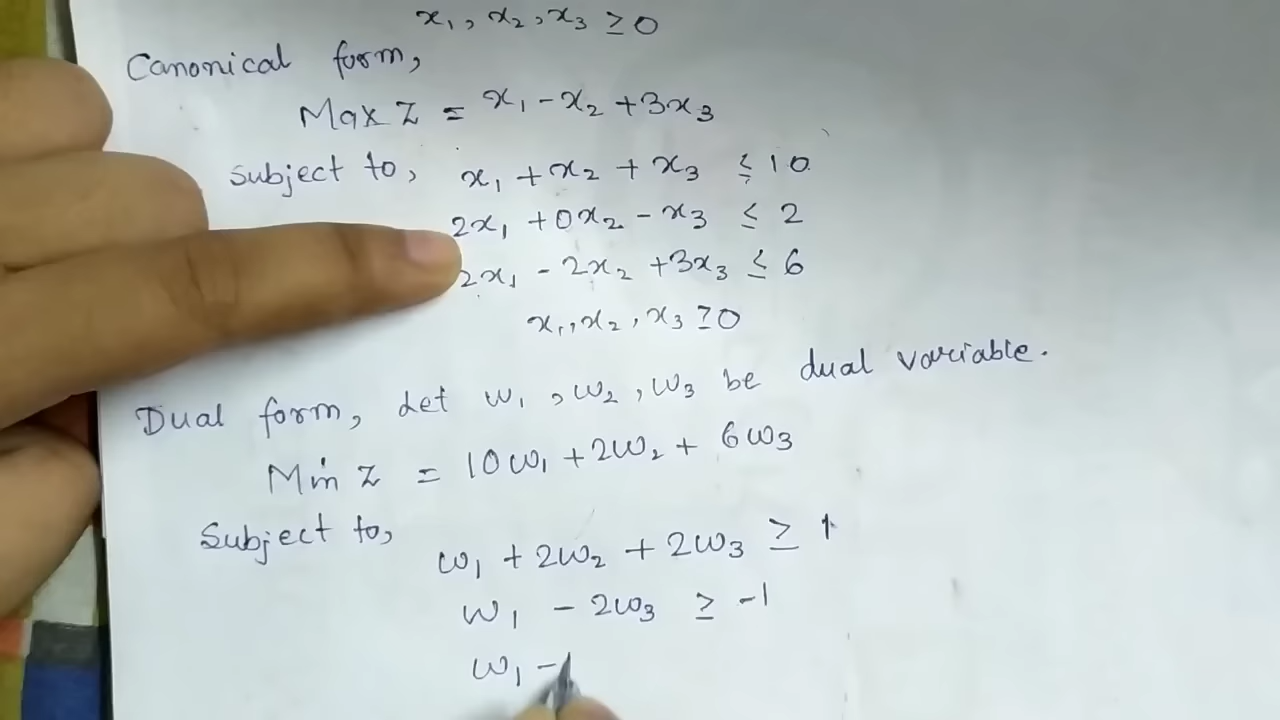 x₁, x₂, x₃ ≥ 0
Canonical form,
Max Z = x₁ - x₂ + 3x₃
subject to, x₁ + x₂ + x₃ ≤ 10
2x₁ + 0x₂ - x₃ ≤ 2
2x₁ - 2x₂ + 3x₃ ≤ 6
x₁, x₂, x₃ ≥ 0
Dual form, let w₁, w₂, w₃ be dual variable.
Min Z = 10w₁ + 2w₂ + 6w₃
Subject to,
w₁ + 2w₂ + 2w₃ ≥ 1
w₁ - 2w₃ ≥ -1
w₁ -